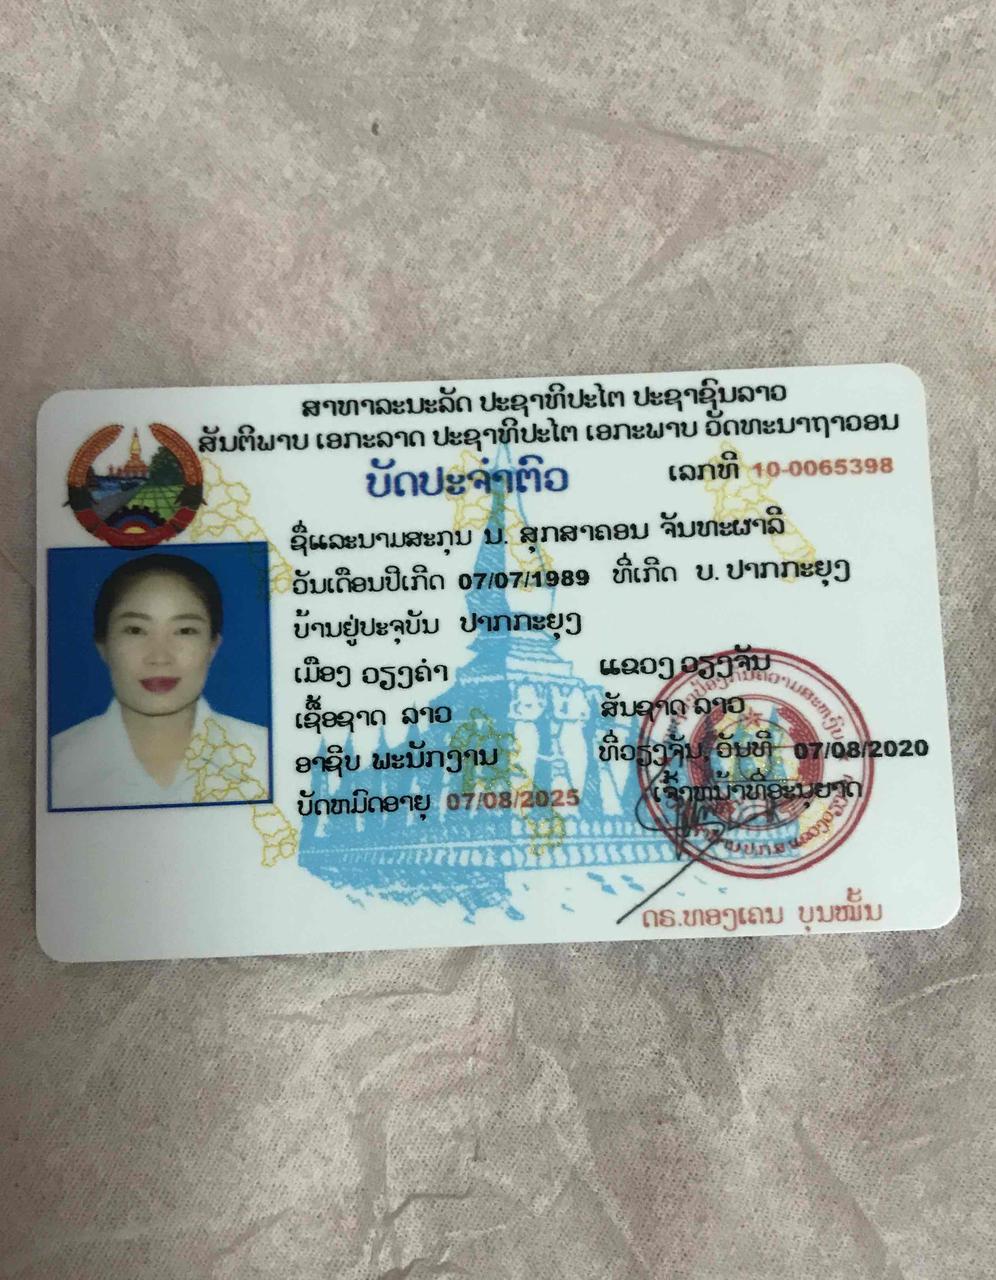 ສາທາລະນະລັດ ປະຊາທິປະໄຕ ປະຊາຊົນລາວ
ສັນຕິພາບ ເອກະລາດ ປະຊາທິປະໄຕ ເອກະພາບ ວັດທະນາຖາວອນ
ບັດປະຈຳຕົວ ເລກທີ 10-0065398
ຊື່ແລະນາມສະກຸນ ນ. ສຸກສາຄອນ ຈັນທະຜາລີ
ວັນເດືອນປີເກີດ 07/07/1989 ທີ່ເກີດ ບ. ປາກກະຍຸງ
ບ້ານຢູ່ປະຈຸບັນ ປາກກະຍຸງ
ເມືອງ ວຽງຄຳ ແຂວງ ວຽງຈັນ
ເຊື້ອຊາດ ລາວ ສັນຊາດ ລາວ
ອາຊີບ ພະນັກງານ ທີ່ວຽງຈັນ, ວັນທີ 07/08/2020
ບັດຫມົດອາຍຸ 07/08/2025 ເຈົ້າຫນ້າທີ່ອະນຸຍາດ
ດຣ.ທອງເຄນ ບຸນໝັ້ນ